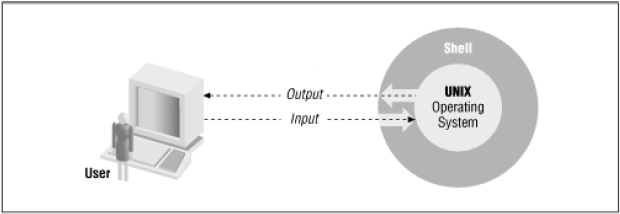 Shell
UNIX
Operating
System
Output
Input
User